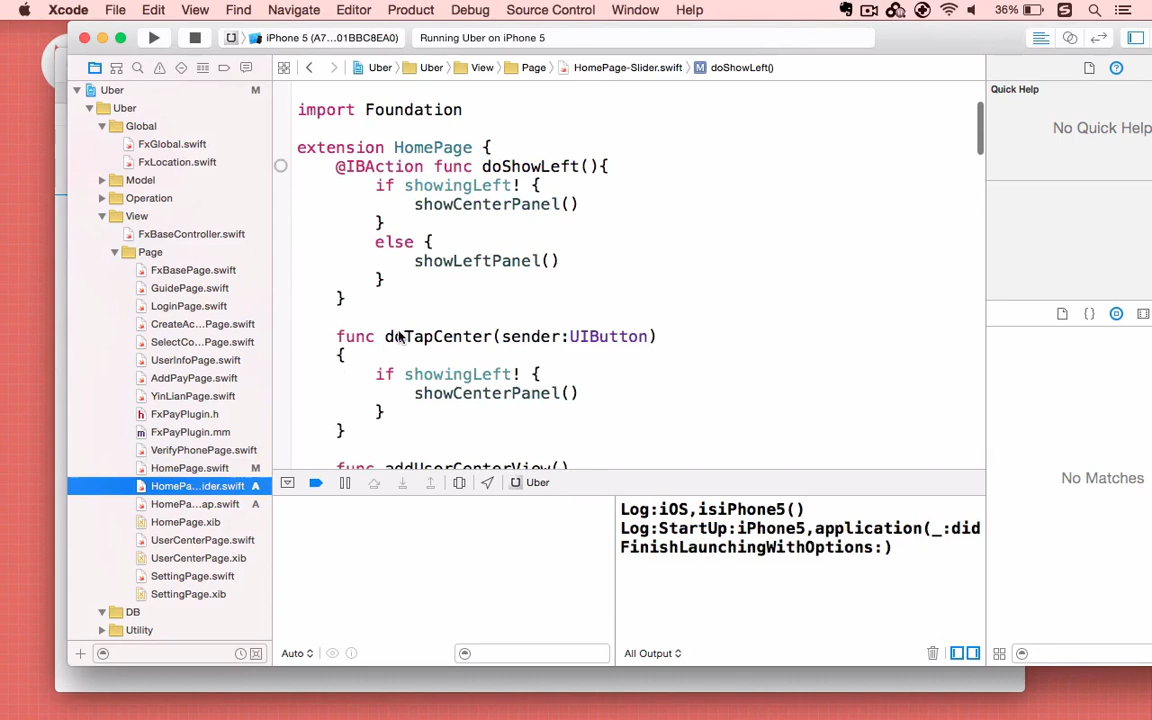 Xcode File Edit View Find Navigate Editor Product Debug Editor Source Control Window Help 36%
iPhone 5 (A7...01BBC8EA0) Running Uber on iPhone 5
Uber Uber View Page HomePage-Slider.swift M doShowLeft()
Uber M
Uber
Global
FxGlobal.swift
FxLocation.swift
Model
Operation
View
FxBaseController.swift
Page
FxBasePage.swift
GuidePage.swift
LoginPage.swift
CreateAc...Page.swift
SelectCo...Page.swift
UserInfoPage.swift
AddPayPage.swift
YinLianPage.swift
FxPayPlugin.h
FxPayPlugin.mm
VerifyPhonePage.swift
HomePage.swift M
HomePa...ider.swift A
HomePa...ap.swift A
HomePage.xib
UserCenterPage.swift
UserCenterPage.xib
SettingPage.swift
SettingPage.xib
DB
Utility
import Foundation
extension HomePage {
@IBAction func doShowLeft(){
if showingLeft! {
showCenterPanel()
}
else {
showLeftPanel()
}
}
func doTapCenter(sender:UIButton)
{
if showingLeft! {
showCenterPanel()
}
}
func addUserCenterView()
Uber
Log:iOS,isiPhone5()
Log:StartUp:iPhone5,application(_:did
FinishLaunchingWithOptions:)
Auto
All Output
Quick Help
No Quick Help
No Matches